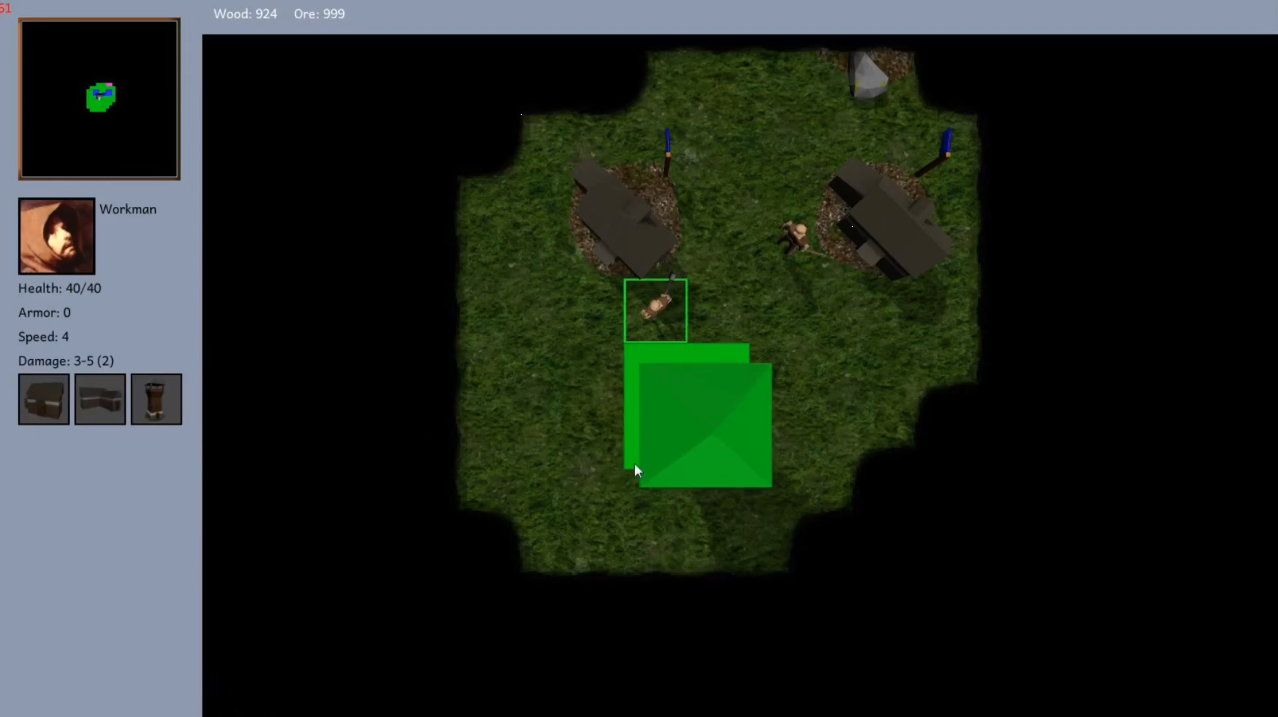 51
Wood: 924 Ore: 999
Workman
Health: 40/40
Armor: 0
Speed: 4
Damage: 3-5 (2)